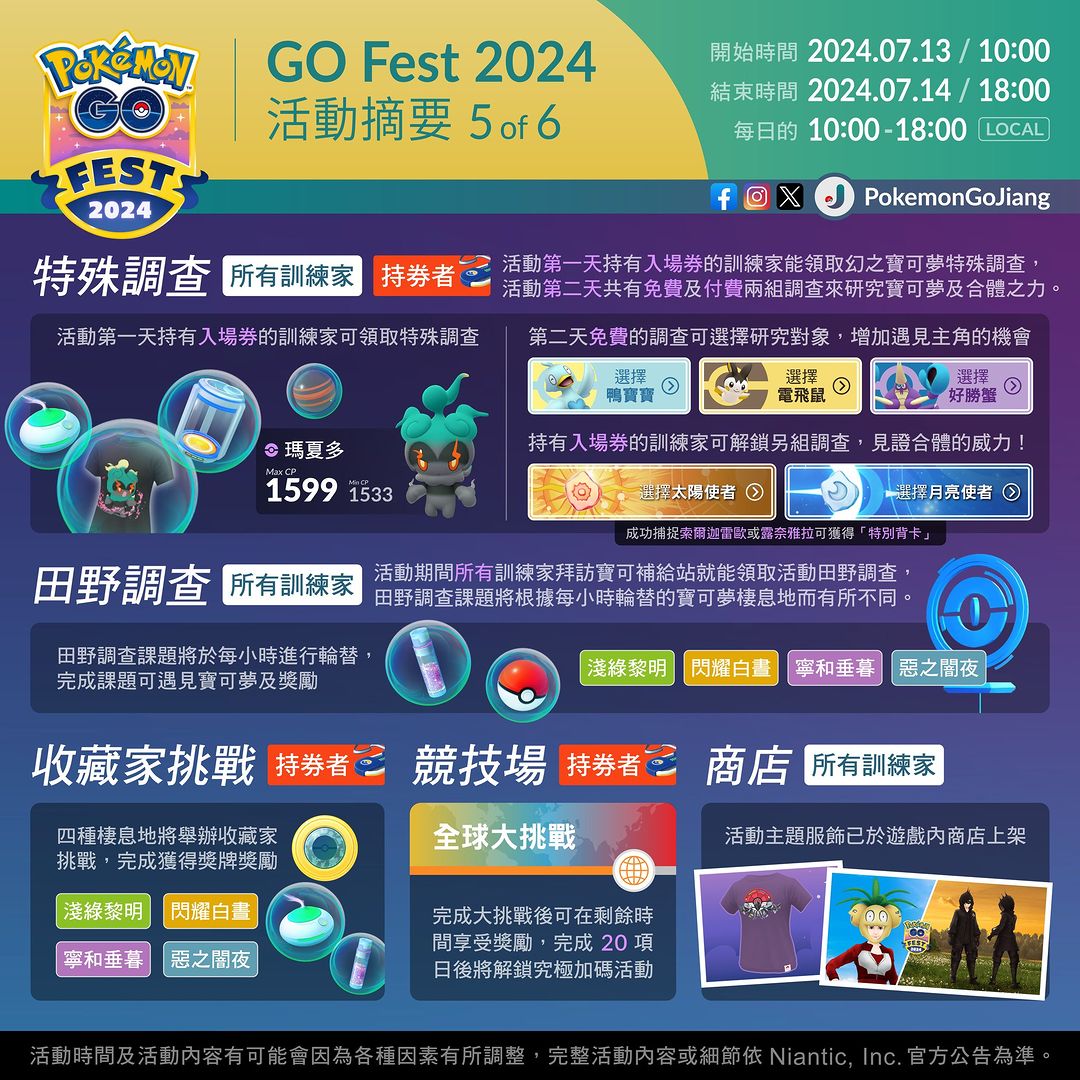 Pokémon GO FEST 2024
GO Fest 2024
活動摘要 5 of 6
開始時間 2024.07.13 / 10:00
結束時間 2024.07.14 / 18:00
每日的 10:00-18:00 LOCAL
PokemonGoJiang
特殊調查 所有訓練家 持券者
活動第一天持有入場券的訓練家能領取幻之寶可夢特殊調查，
活動第二天共有免費及付費兩組調查來研究寶可夢及合體之力。
活動第一天持有入場券的訓練家可領取特殊調查
瑪夏多
Max CP 1599 Min CP 1533
第二天免費的調查可選擇研究對象，增加遇見主角的機會
選擇鴨寶寶
選擇電飛鼠
選擇好勝蟹
持有入場券的訓練家可解鎖另組調查，見證合體的威力！
選擇太陽使者
選擇月亮使者
成功捕捉索爾迦雷歐或露奈雅拉可獲得「特別背卡」
田野調查 所有訓練家
活動期間所有訓練家拜訪寶可補給站就能領取活動田野調查，
田野調查課題將根據每小時輪替的寶可夢棲息地而有所不同。
田野調查課題將於每小時進行輪替，
完成課題可遇見寶可夢及獎勵
淺綠黎明 閃耀白晝 寧和垂暮 惡之闇夜
收藏家挑戰 持券者
四種棲息地將舉辦收藏家
挑戰，完成獲得獎牌獎勵
淺綠黎明 閃耀白晝
寧和垂暮 惡之闇夜
競技場 持券者
全球大挑戰
完成大挑戰後可在剩餘時
間享受獎勵，完成 20 項
日後將解鎖究極加碼活動
商店 所有訓練家
活動主題服飾已於遊戲內商店上架
Pokémon GO FEST 2024
活動時間及活動內容有可能會因為各種因素有所調整，完整活動內容或細節依 Niantic, Inc. 官方公告為準。